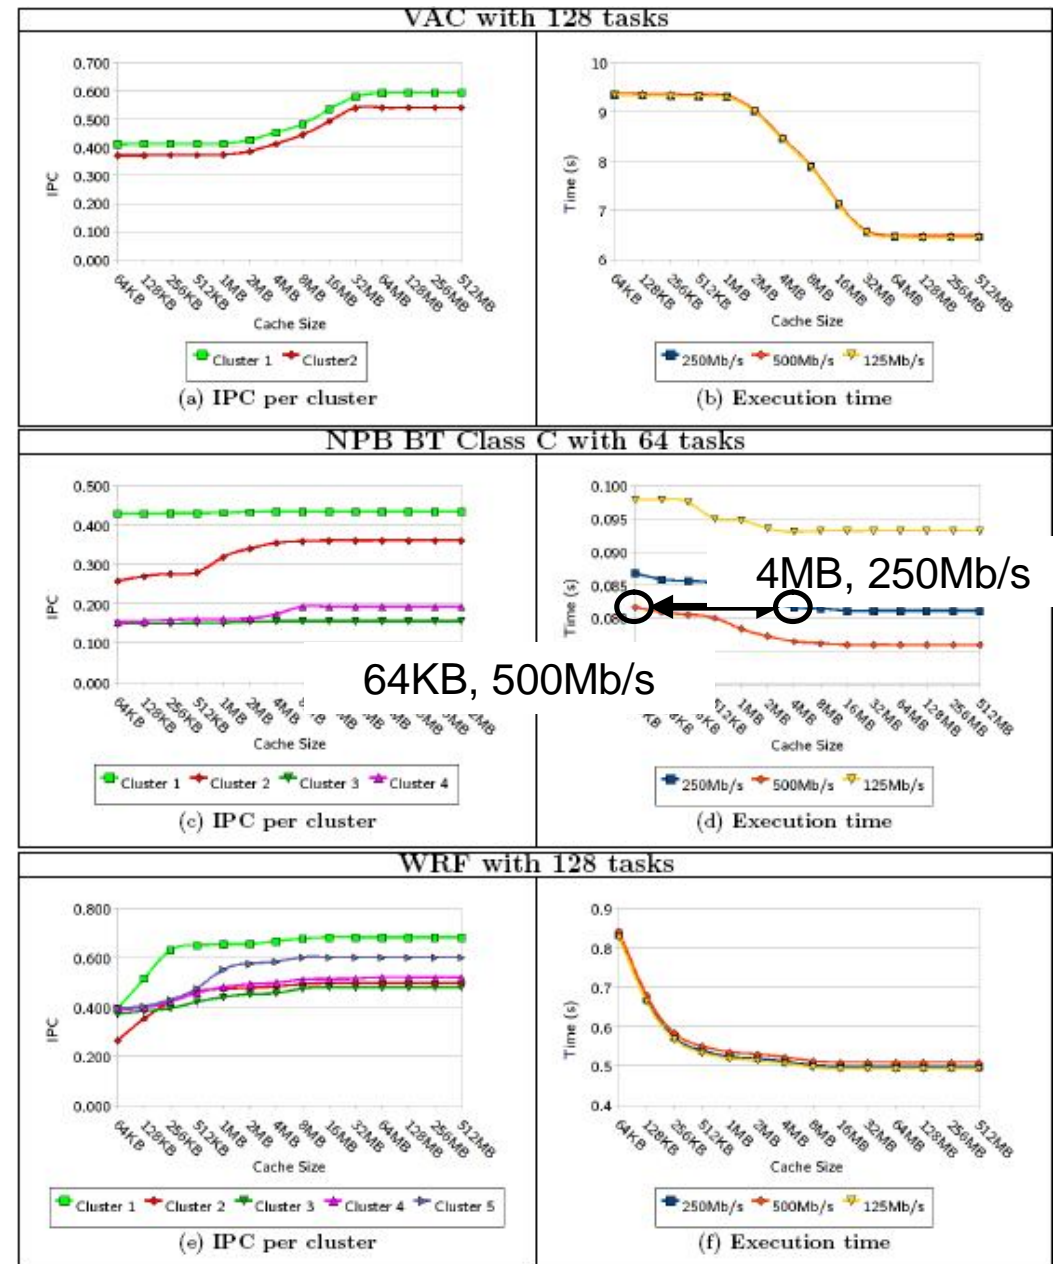 VAC with 128 tasks
0.700
0.600
0.500
0.400
0.300
0.200
0.100
0.000
IPC
64KB 128KB 256KB 512KB 1MB 2MB 4MB 8MB 16MB 32MB 64MB 128MB 256MB 512MB
Cache Size
Cluster 1 Cluster2
(a) IPC per cluster
10
9
8
7
6
Time (s)
64KB 128KB 256KB 512KB 1MB 2MB 4MB 8MB 16MB 32MB 64MB 128MB 256MB 512MB
Cache Size
250Mb/s 500Mb/s 125Mb/s
(b) Execution time
NPB BT Class C with 64 tasks
0.500
0.400
0.300
0.200
0.100
0.000
IPC
64KB 128KB 256KB 512KB 1MB 2MB 4MB
Cache Size
Cluster 1 Cluster 2 Cluster 3 Cluster 4
(c) IPC per cluster
0.100
0.095
0.090
0.085
Time (s)
4MB, 250Mb/s
64KB, 500Mb/s
512KB 1MB 2MB 4MB 8MB 16MB 32MB 64MB 128MB 256MB 512MB
Cache Size
250Mb/s 500Mb/s 125Mb/s
(d) Execution time
WRF with 128 tasks
0.800
0.600
0.400
0.200
0.000
IPC
64KB 128KB 256KB 512KB 1MB 2MB 4MB 8MB 16MB 32MB 64MB 128MB 256MB 512MB
Cache Size
Cluster 1 Cluster 2 Cluster 3 Cluster 4 Cluster 5
(e) IPC per cluster
0.9
0.8
0.7
0.6
0.5
0.4
Time (s)
64KB 128KB 256KB 512KB 1MB 2MB 4MB 8MB 16MB 32MB 64MB 128MB 256MB 512MB
Cache Size
250Mb/s 500Mb/s 125Mb/s
(f) Execution time